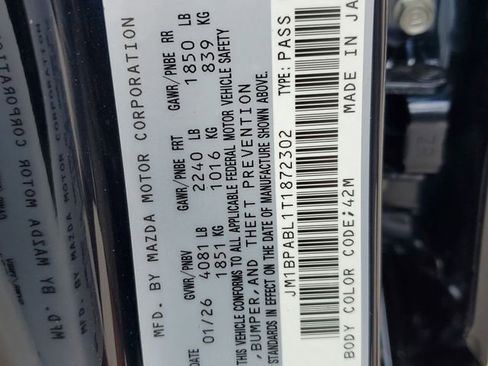 MFD. BY MAZDA MOTOR CORPORATION
DATE GVWR/PNBV GAWR/PNBE FRT GAWR/PNBE RR
01/26 4081 LB 2240 LB 1850 LB
1851 KG 1016 KG 839 KG
THIS VEHICLE CONFORMS TO ALL APPLICABLE FEDERAL MOTOR VEHICLE SAFETY
,BUMPER,AND THEFT PREVENTION
STANDARDS IN EFFECT ON THE DATE OF MANUFACTURE SHOWN ABOVE.
JM1BPABL1T1872302 TYPE: PASS
BODY COLOR CODE;42M MADE IN JA